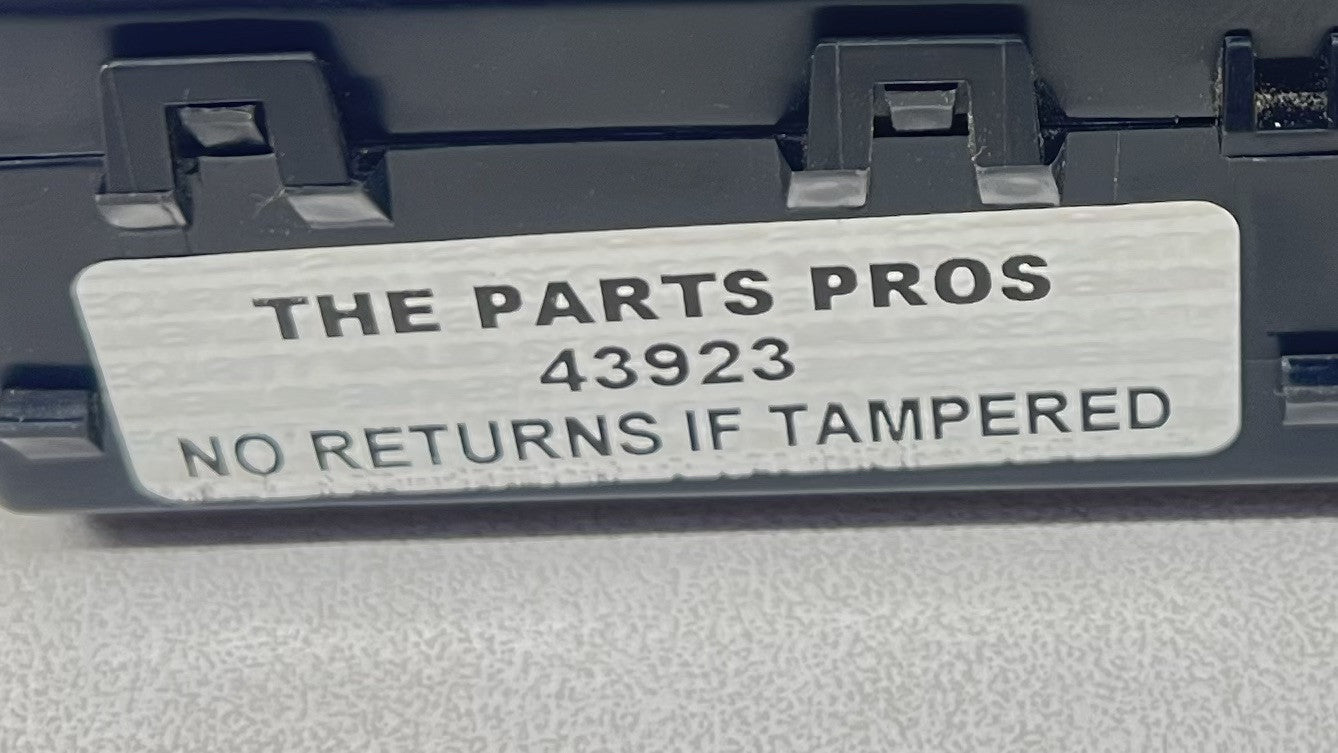 THE PARTS PROS
43923
NO RETURNS IF TAMPERED